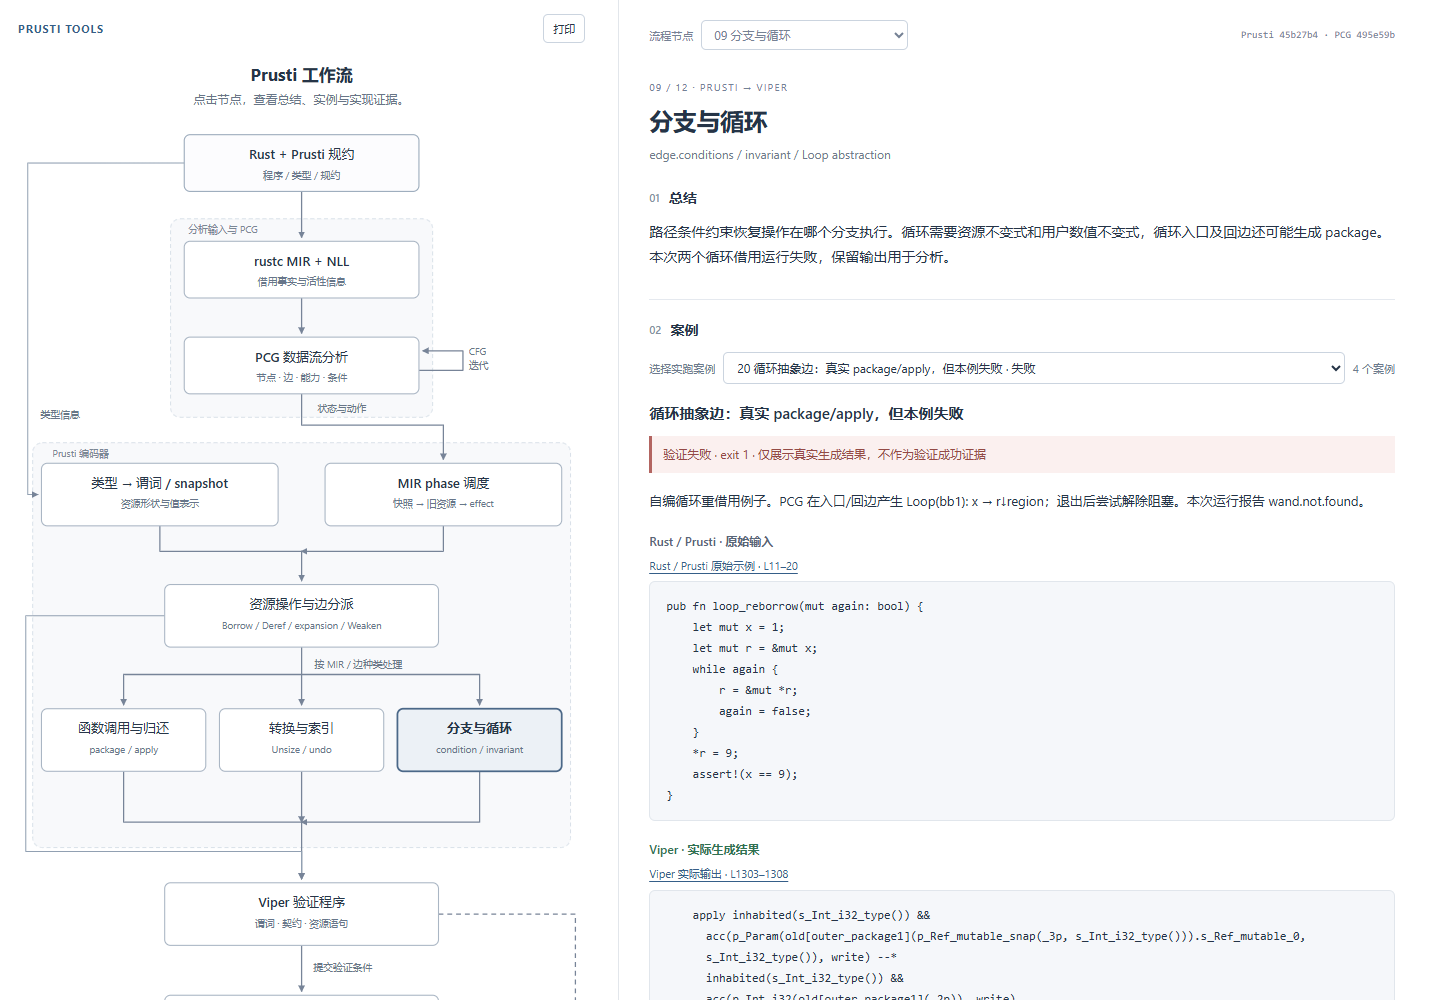 PRUSTI TOOLS
打印
Prusti 工作流
点击节点，查看总结、实例与实现证据。
Rust + Prusti 规约
程序 / 类型 / 规约
分析输入与 PCG
rustc MIR + NLL
借用事实与活性信息
PCG 数据流分析
节点 · 边 · 能力 · 条件
CFG
迭代
状态与动作
类型信息
Prusti 编码器
类型 → 谓词 / snapshot
资源形状与值表示
MIR phase 调度
快照 → 旧资源 → effect
资源操作与边分派
Borrow / Deref / expansion / Weaken
按 MIR / 边种类处理
函数调用与归还
package / apply
转换与索引
Unsize / undo
分支与循环
condition / invariant
Viper 验证程序
谓词 · 契约 · 资源语句
提交验证条件
流程节点
09 分支与循环
Prusti 45b27b4 · PCG 495e59b
09 / 12 · PRUSTI → VIPER
分支与循环
edge.conditions / invariant / Loop abstraction
01 总结
路径条件约束恢复操作在哪个分支执行。循环需要资源不变式和用户数值不变式，循环入口及回边还可能生成 package。
本次两个循环借用运行失败，保留输出用于分析。
02 案例
选择实跑案例
20 循环抽象边：真实 package/apply，但本例失败 · 失败
4 个案例
循环抽象边：真实 package/apply，但本例失败
验证失败 · exit 1 · 仅展示真实生成结果，不作为验证成功证据
自编循环重借用例子。PCG 在入口/回边产生 Loop(bb1): x → r↓region；退出后尝试解除阻塞。本次运行报告 wand.not.found。
Rust / Prusti · 原始输入
Rust / Prusti 原始示例 · L11–20
pub fn loop_reborrow(mut again: bool) {
    let mut x = 1;
    let mut r = &mut x;
    while again {
        r = &mut *r;
        again = false;
    }
    *r = 9;
    assert!(x == 9);
}
Viper · 实际生成结果
Viper 实际输出 · L1303–1308
apply inhabited(s_Int_i32_type()) &&
  acc(p_Param(old[outer_package1](p_Ref_mutable_snap(_3p, s_Int_i32_type())).s_Ref_mutable_0,
  s_Int_i32_type()), write) --*
  inhabited(s_Int_i32_type()) &&
  acc(p_Int_i32(old[outer_package1](_2p)), write)